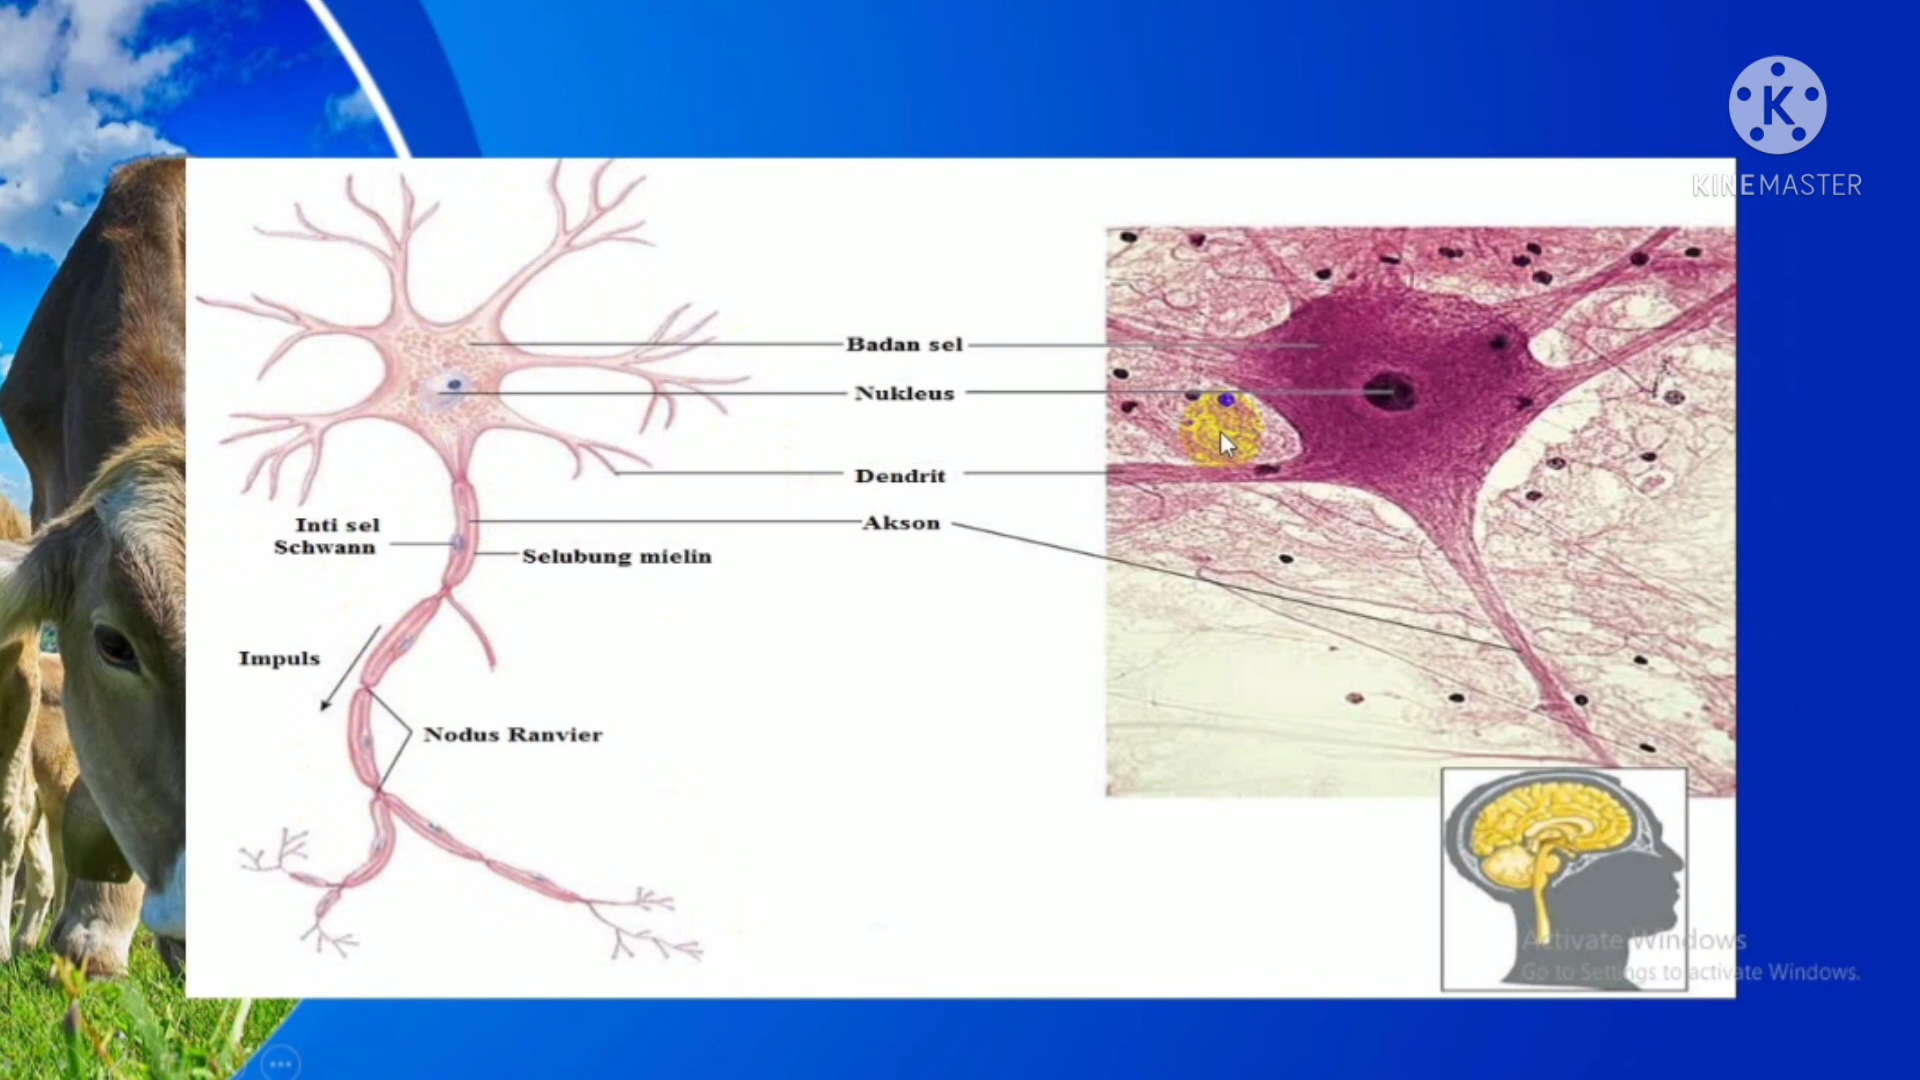 K
KINEMASTER
Badan sel
Nukleus
Dendrit
Akson
Inti sel
Schwann
Selubung mielin
Impuls
Nodus Ranvier
Activate Windows
Go to Settings to activate Windows.